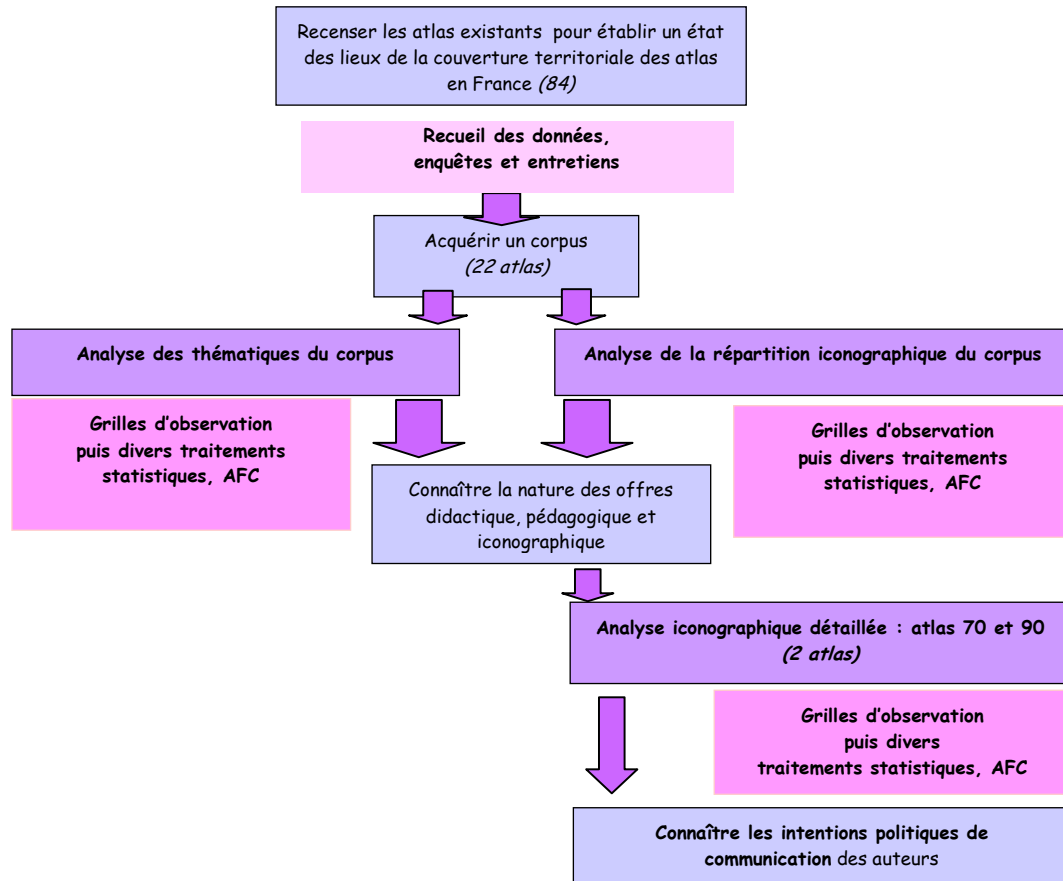 Recenser les atlas existants pour établir un état
des lieux de la couverture territoriale des atlas
en France (84)
Recueil des données,
enquêtes et entretiens
Acquérir un corpus
(22 atlas)
Analyse des thématiques du corpus
Analyse de la répartition iconographique du corpus
Grilles d'observation
puis divers traitements
statistiques, AFC
Grilles d'observation
puis divers traitements
statistiques, AFC
Connaître la nature des offres
didactique, pédagogique et
iconographique
Analyse iconographique détaillée : atlas 70 et 90
(2 atlas)
Grilles d'observation
puis divers
traitements statistiques, AFC
Connaître les intentions politiques de
communication des auteurs